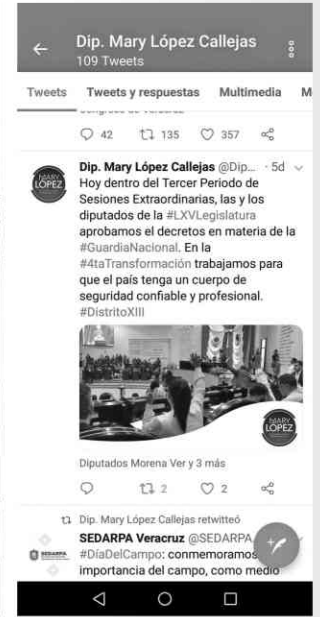 Dip. Mary López Callejas
109 Tweets
Tweets Tweets y respuestas Multimedia M
42 135 357
Dip. Mary López Callejas @Dip... · 5d
Hoy dentro del Tercer Periodo de
Sesiones Extraordinarias, las y los
diputados de la #LXVLegislatura
aprobamos el decretos en materia de la
#GuardiaNacional. En la
#4taTransformación trabajamos para
que el país tenga un cuerpo de
seguridad confiable y profesional.
#DistritoXIII
MARY
LÓPEZ
MARY
LÓPEZ
Diputados Morena Ver y 3 más
2 2
Dip. Mary López Callejas retwitteó
SEDARPA Veracruz @SEDARPA
SEDARPA
#DíaDelCampo: conmemoramos
importancia del campo, como medio